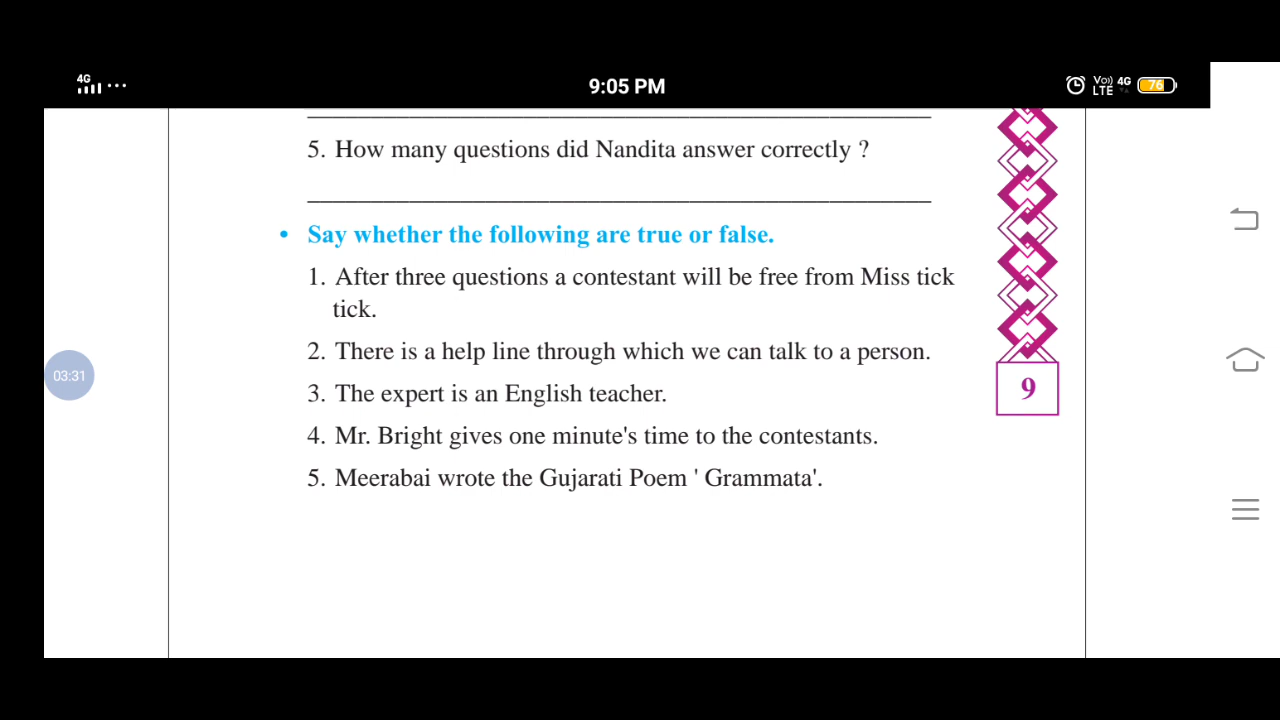 4G
9:05 PM
Vo)) 4G
LTE
76
5. How many questions did Nandita answer correctly ?
• Say whether the following are true or false.
1. After three questions a contestant will be free from Miss tick
tick.
2. There is a help line through which we can talk to a person.
03:31
3. The expert is an English teacher.
9
4. Mr. Bright gives one minute's time to the contestants.
5. Meerabai wrote the Gujarati Poem ' Grammata'.